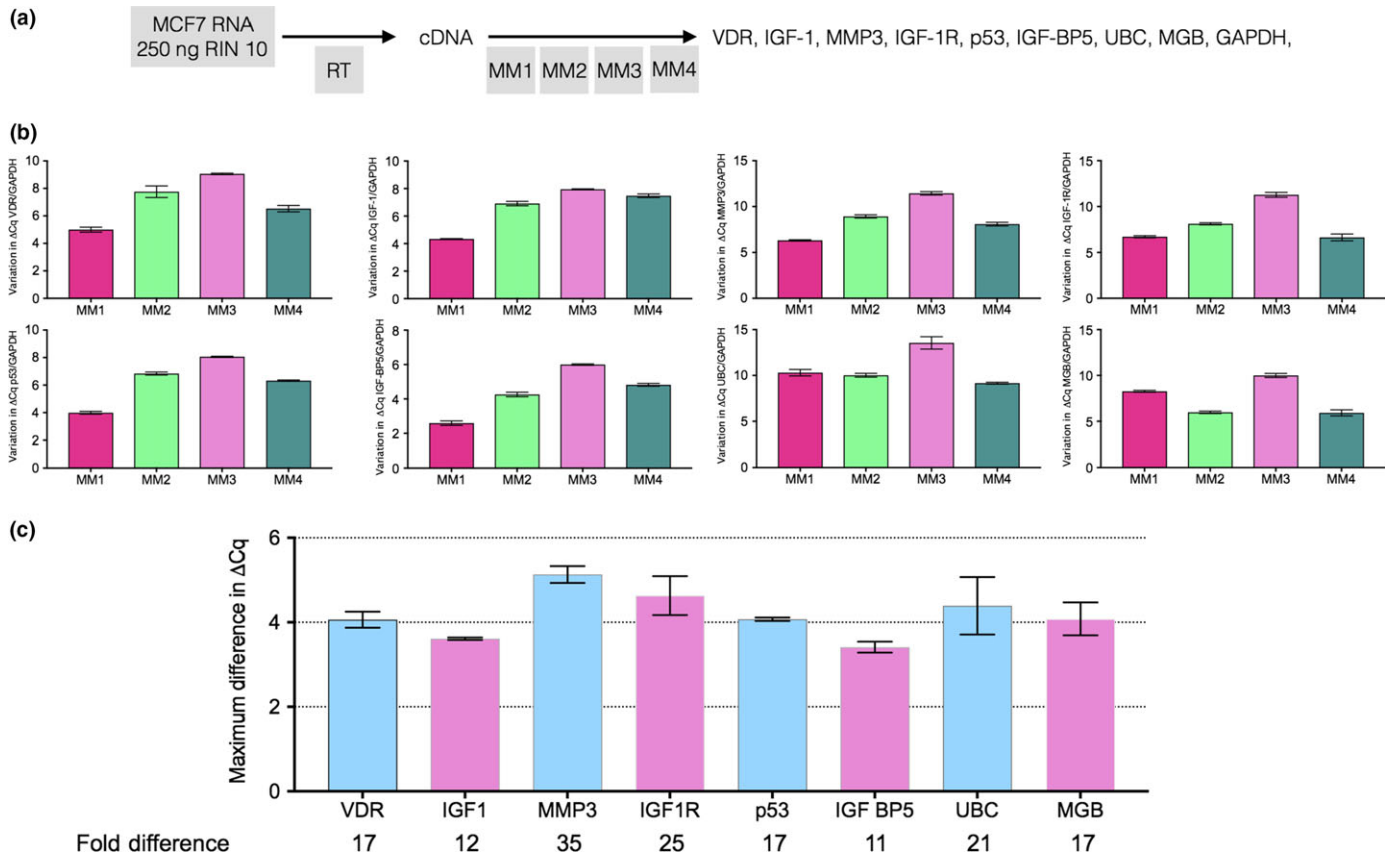 (a)
MCF7 RNA
250 ng RIN 10
RT
cDNA
MM1 MM2 MM3 MM4
VDR, IGF-1, MMP3, IGF-1R, p53, IGF-BP5, UBC, MGB, GAPDH,
(b)
Variation in ΔCq VDR/GAPDH
10
8
6
4
2
0
MM1 MM2 MM3 MM4
Variation in ΔCq IGF-1/GAPDH
10
8
6
4
2
0
MM1 MM2 MM3 MM4
Variation in ΔCq MMP3/GAPDH
15
10
5
0
MM1 MM2 MM3 MM4
Variation in ΔCq IGF-1R/GAPDH
15
10
5
0
MM1 MM2 MM3 MM4
Variation in ΔCq p53/GAPDH
10
8
6
4
2
0
MM1 MM2 MM3 MM4
Variation in ΔCq IGF-BP5/GAPDH
8
6
4
2
0
MM1 MM2 MM3 MM4
Variation in ΔCq UBC/GAPDH
15
10
5
0
MM1 MM2 MM3 MM4
Variation in ΔCq MGB/GAPDH
15
10
5
0
MM1 MM2 MM3 MM4
(c)
Maximum difference in ΔCq
6
4
2
0
VDR IGF1 MMP3 IGF1R p53 IGF BP5 UBC MGB
Fold difference 17 12 35 25 17 11 21 17